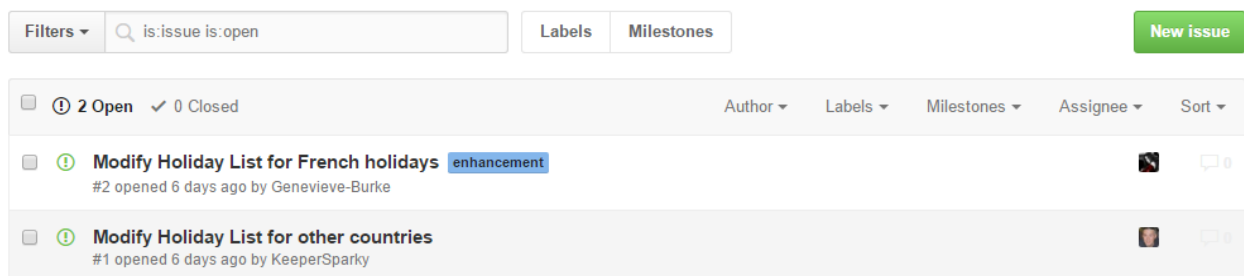 Filters is:issue is:open Labels Milestones New issue
2 Open 0 Closed Author Labels Milestones Assignee Sort
Modify Holiday List for French holidays enhancement 0
#2 opened 6 days ago by Genevieve-Burke
Modify Holiday List for other countries 0
#1 opened 6 days ago by KeeperSparky